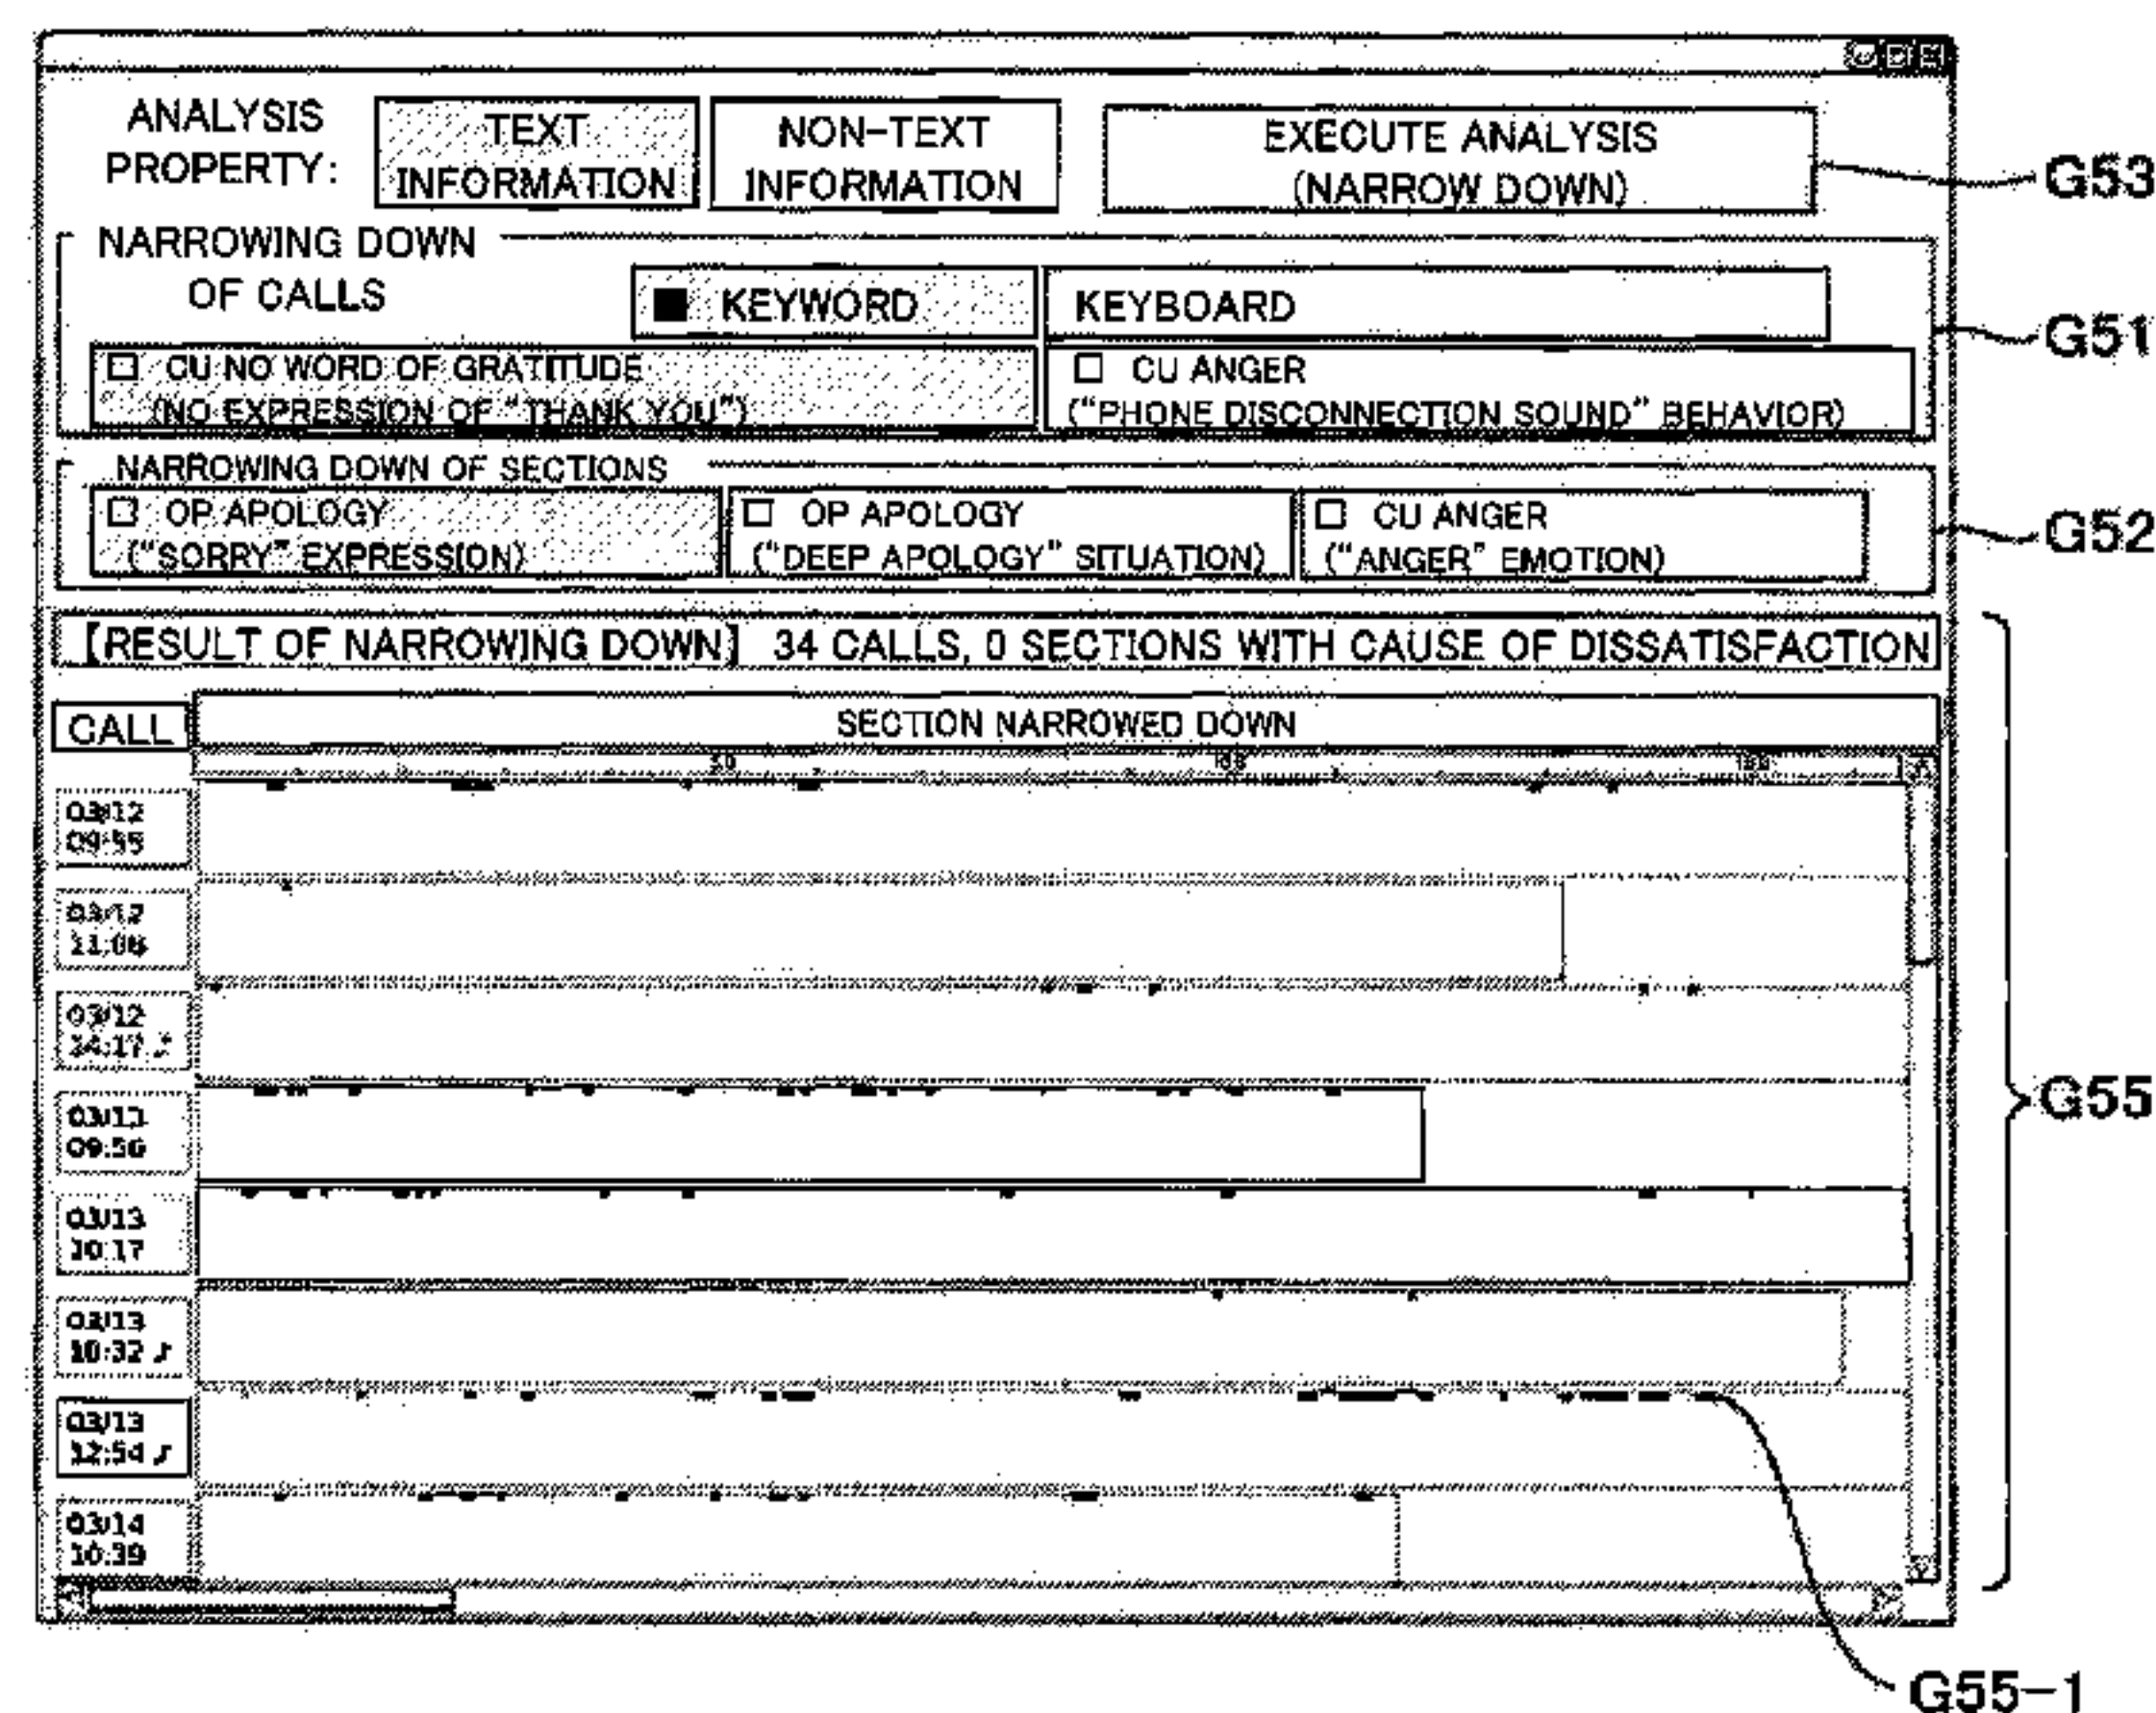 ANALYSIS
PROPERTY:
TEXT
INFORMATION
NON-TEXT
INFORMATION
EXECUTE ANALYSIS
(NARROW DOWN)
G53
NARROWING DOWN
OF CALLS
■ KEYWORD
KEYBOARD
G51
□ CU NO WORD OF GRATITUDE
(NO EXPRESSION OF "THANK YOU")
□ CU ANGER
("PHONE DISCONNECTION SOUND" BEHAVIOR)
NARROWING DOWN OF SECTIONS
□ OP APOLOGY
("SORRY" EXPRESSION)
□ OP APOLOGY
("DEEP APOLOGY" SITUATION)
□ CU ANGER
("ANGER" EMOTION)
G52
【RESULT OF NARROWING DOWN】 34 CALLS, 0 SECTIONS WITH CAUSE OF DISSATISFACTION
CALL
SECTION NARROWED DOWN
03/12
09:55
03/12
11:08
03/12
14:17 ♪
03/13
09:56
G55
03/13
10:17
03/13
10:32 ♪
03/13
12:54 ♪
03/14
10:39
G55-1